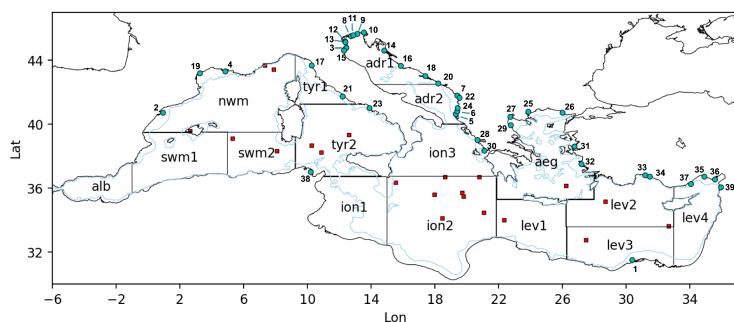 8 11 9
12 10
13
3 15
14
44
adr1
19 4 17 16 18
tyr1 20
nwm 21 adr2 7
2 23 22
24 6
5
27 25 26
29
40
Lat
28 31
swm1 swm2 tyr2 ion3 30 aeg 32
38
alb
33 34 37 35 36
39
36
ion1 ion2 lev1 lev2 lev4
lev3
32
1
−6 −2 2 6 10 14 18 22 26 30 34
Lon